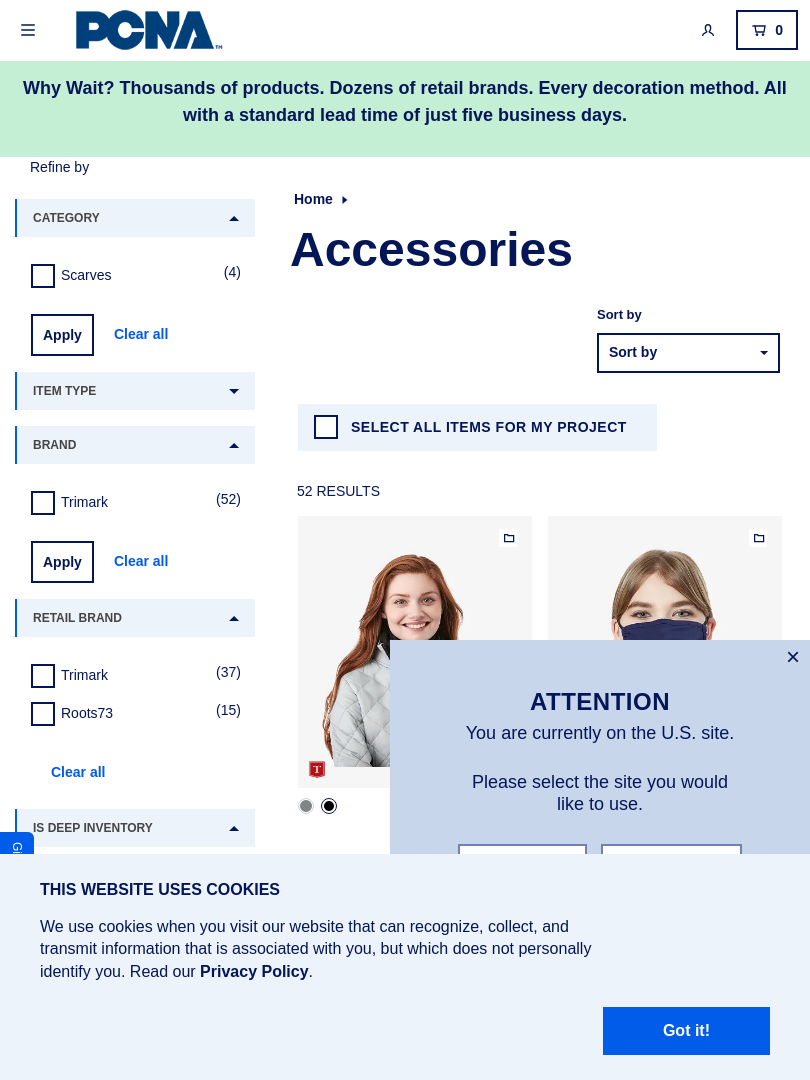 PCNA™
0
Why Wait? Thousands of products. Dozens of retail brands. Every decoration method. All
with a standard lead time of just five business days.
Refine by
CATEGORY
Scarves (4)
Apply Clear all
ITEM TYPE
BRAND
Trimark (52)
Apply Clear all
RETAIL BRAND
Trimark (37)
Roots73 (15)
Clear all
IS DEEP INVENTORY
Home
Accessories
Sort by
Sort by
SELECT ALL ITEMS FOR MY PROJECT
52 RESULTS
T
ATTENTION
You are currently on the U.S. site.
Please select the site you would
like to use.
THIS WEBSITE USES COOKIES
We use cookies when you visit our website that can recognize, collect, and
transmit information that is associated with you, but which does not personally
identify you. Read our Privacy Policy.
Got it!